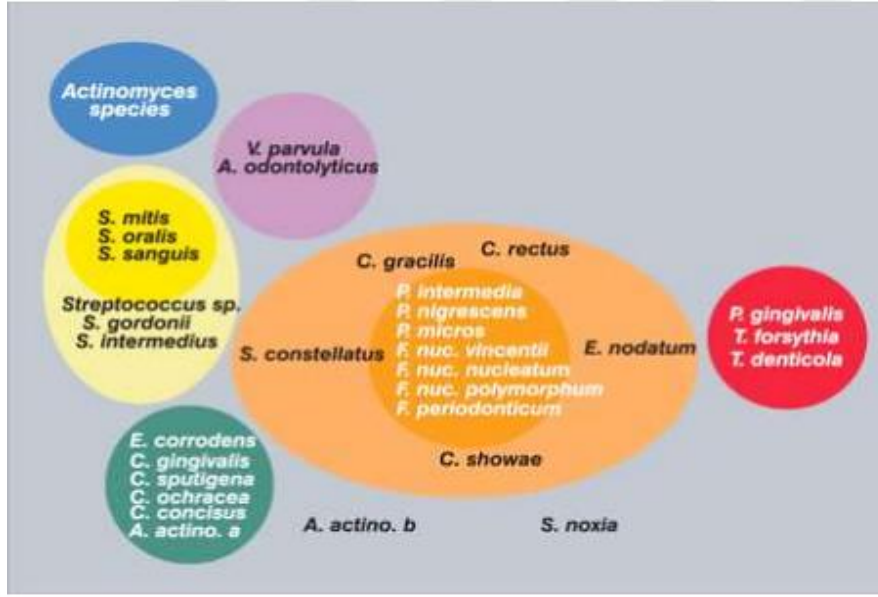 Actinomyces
species
V. parvula
A. odontolyticus
S. mitis
S. oralis
S. sanguis
Streptococcus sp.
S. gordonii
S. intermedius
C. gracilis
C. rectus
P. intermedia
P. nigrescens
P. micros
F. nuc. vincentii
F. nuc. nucleatum
F. nuc. polymorphum
F. periodonticum
S. constellatus
E. nodatum
C. showae
P. gingivalis
T. forsythia
T. denticola
E. corrodens
C. gingivalis
C. sputigena
C. ochracea
C. concisus
A. actino. a
A. actino. b
S. noxia